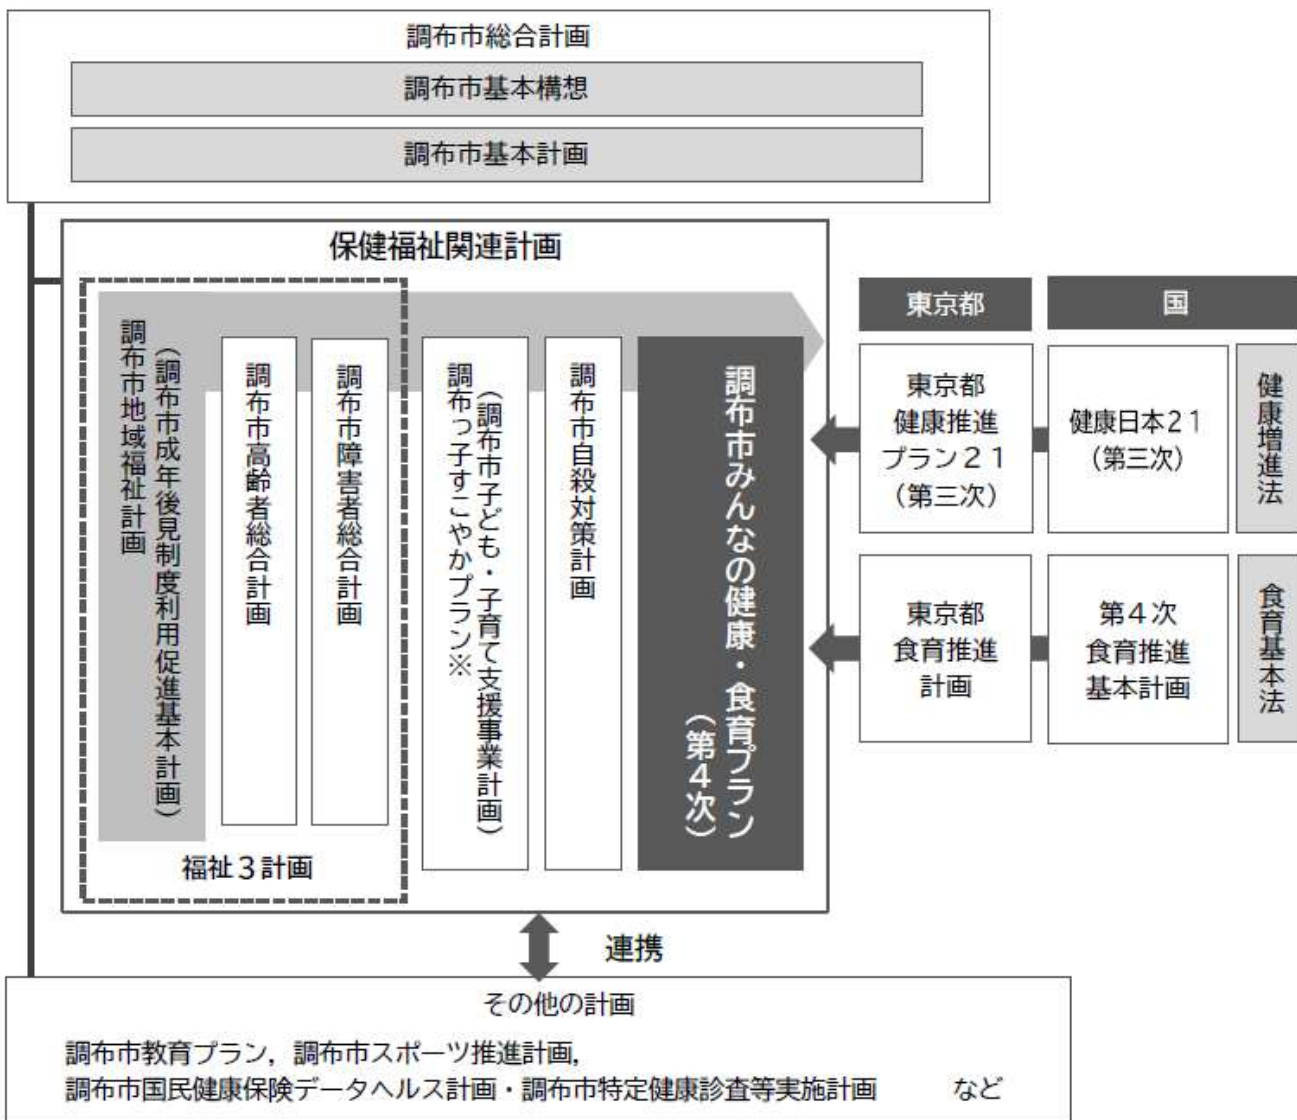 調布市総合計画
調布市基本構想
調布市基本計画
保健福祉関連計画
調布市地域福祉計画
（調布市成年後見制度利用促進基本計画）
調布市高齢者総合計画
調布市障害者総合計画
福祉３計画
調布っ子すこやかプラン※
（調布市子ども・子育て支援事業計画）
調布市自殺対策計画
調布市みんなの健康・食育プラン
（第４次）
東京都
国
東京都
健康推進
プラン２１
（第三次）
健康日本２１
（第三次）
健康増進法
東京都
食育推進
計画
第４次
食育推進
基本計画
食育基本法
連携
その他の計画
調布市教育プラン，調布市スポーツ推進計画，
調布市国民健康保険データヘルス計画・調布市特定健康診査等実施計画　など